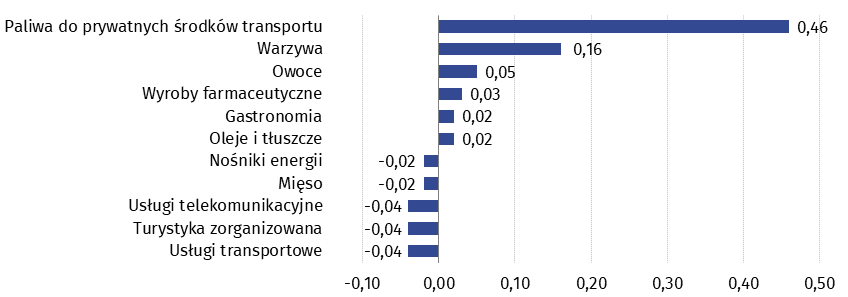 Paliwa do prywatnych środków transportu 0,46
Warzywa 0,16
Owoce 0,05
Wyroby farmaceutyczne 0,03
Gastronomia 0,02
Oleje i tłuszcze 0,02
Nośniki energii -0,02
Mięso -0,02
Usługi telekomunikacyjne -0,04
Turystyka zorganizowana -0,04
Usługi transportowe -0,04
-0,10 0,00 0,10 0,20 0,30 0,40 0,50